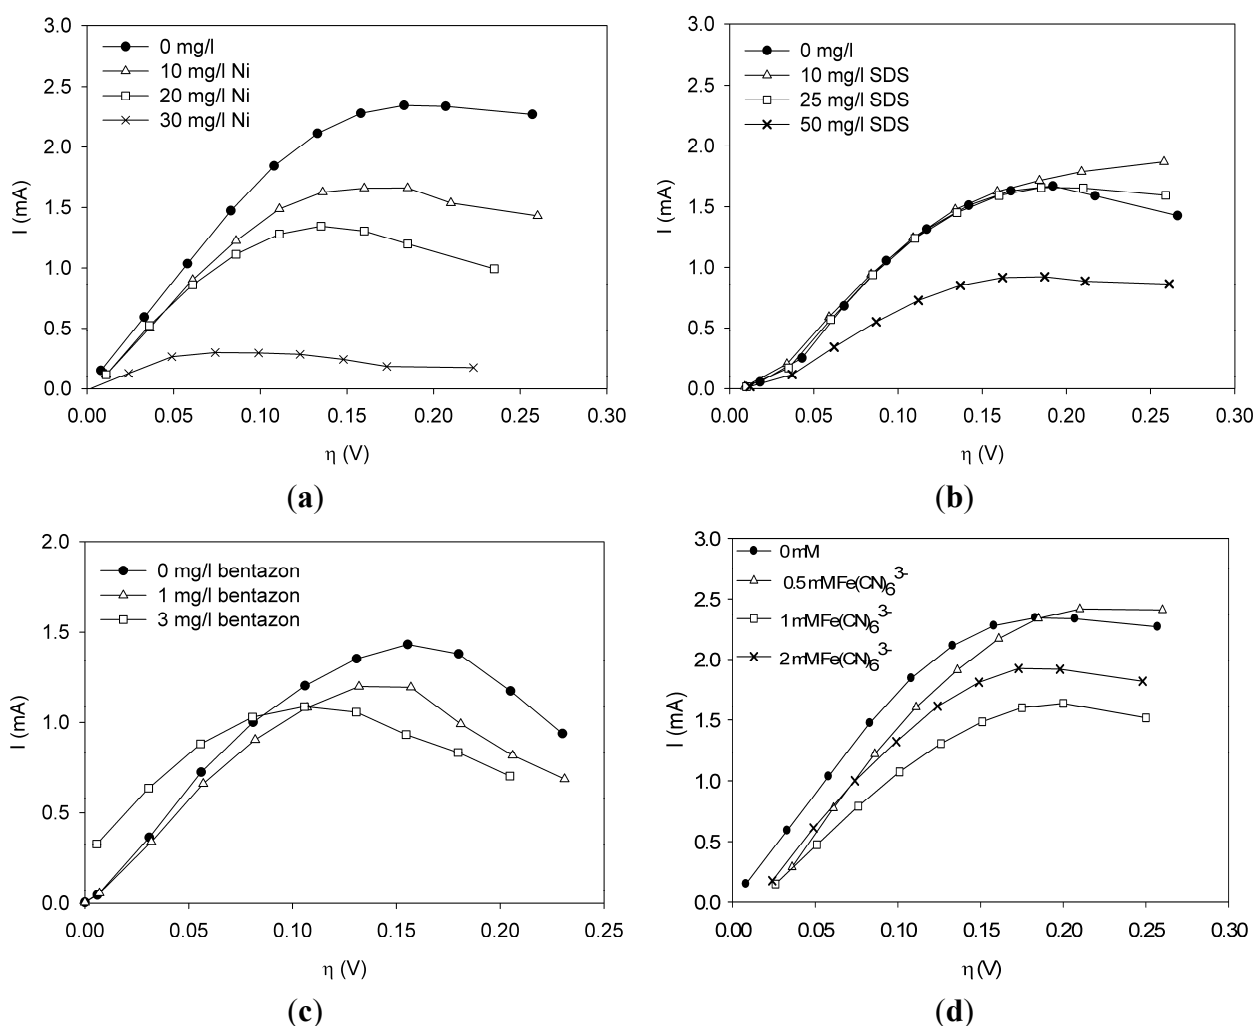 3.0
2.5
2.0
1.5
1.0
0.5
0.0
I (mA)
0 mg/l
10 mg/l Ni
20 mg/l Ni
30 mg/l Ni
0.00 0.05 0.10 0.15 0.20 0.25 0.30
η (V)
(a)
3.0
2.5
2.0
1.5
1.0
0.5
0.0
I (mA)
0 mg/l
10 mg/l SDS
25 mg/l SDS
50 mg/l SDS
0.00 0.05 0.10 0.15 0.20 0.25 0.30
η (V)
(b)
2.0
1.5
1.0
0.5
0.0
I (mA)
0 mg/l bentazon
1 mg/l bentazon
3 mg/l bentazon
0.00 0.05 0.10 0.15 0.20 0.25
η (V)
(c)
3.0
2.5
2.0
1.5
1.0
0.5
0.0
I (mA)
0 mM
0.5 mM Fe(CN)6 3-
1 mM Fe(CN)6 3-
2 mM Fe(CN)6 3-
0.00 0.05 0.10 0.15 0.20 0.25 0.30
η (V)
(d)